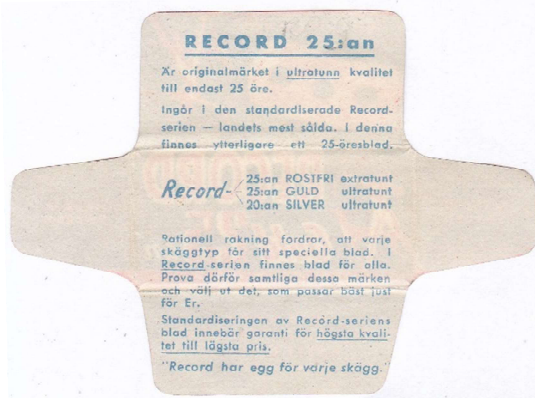 RECORD 25:an
Är originalmärket i ultratunn kvalitet
till endast 25 öre.
Ingår i den standardiserade Record-
serien — landets mest sålda. I denna
finnes ytterligare ett 25-öresblad.
Record-
25:an ROSTFRI extratunt
25:an GULD ultratunt
20:an SILVER ultratunt
Rationell rakning fordrar, att varje
skäggtyp får sitt speciella blad. I
Record-serien finnes blad för alla.
Prova därför samtliga dessa märken
och välj ut det, som passar bäst just
för Er.
Standardiseringen av Record-seriens
blad innebär garanti för högsta kvali-
tet till lägsta pris.
"Record har egg för varje skägg."